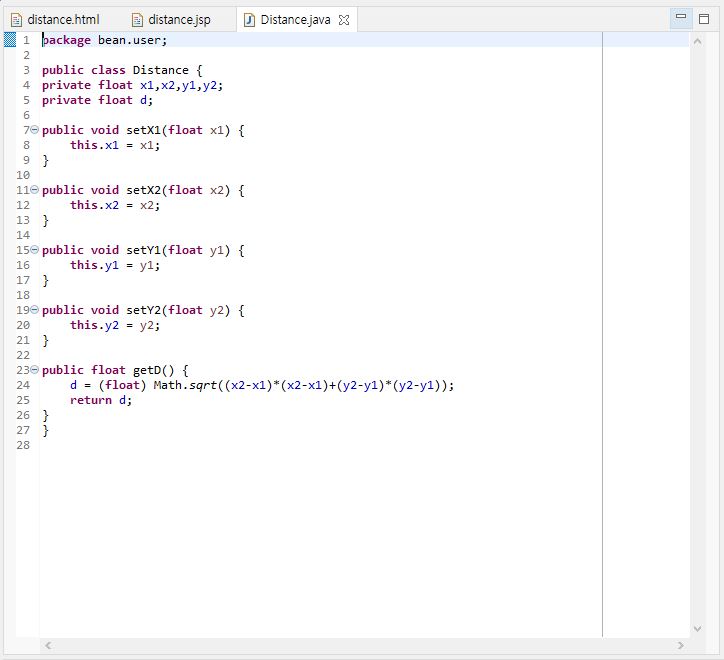 distance.html distance.jsp Distance.java
1 package bean.user;
2
3 public class Distance {
4 private float x1,x2,y1,y2;
5 private float d;
6
7 public void setX1(float x1) {
8     this.x1 = x1;
9 }
10
11 public void setX2(float x2) {
12     this.x2 = x2;
13 }
14
15 public void setY1(float y1) {
16     this.y1 = y1;
17 }
18
19 public void setY2(float y2) {
20     this.y2 = y2;
21 }
22
23 public float getD() {
24     d = (float) Math.sqrt((x2-x1)*(x2-x1)+(y2-y1)*(y2-y1));
25     return d;
26 }
27 }
28